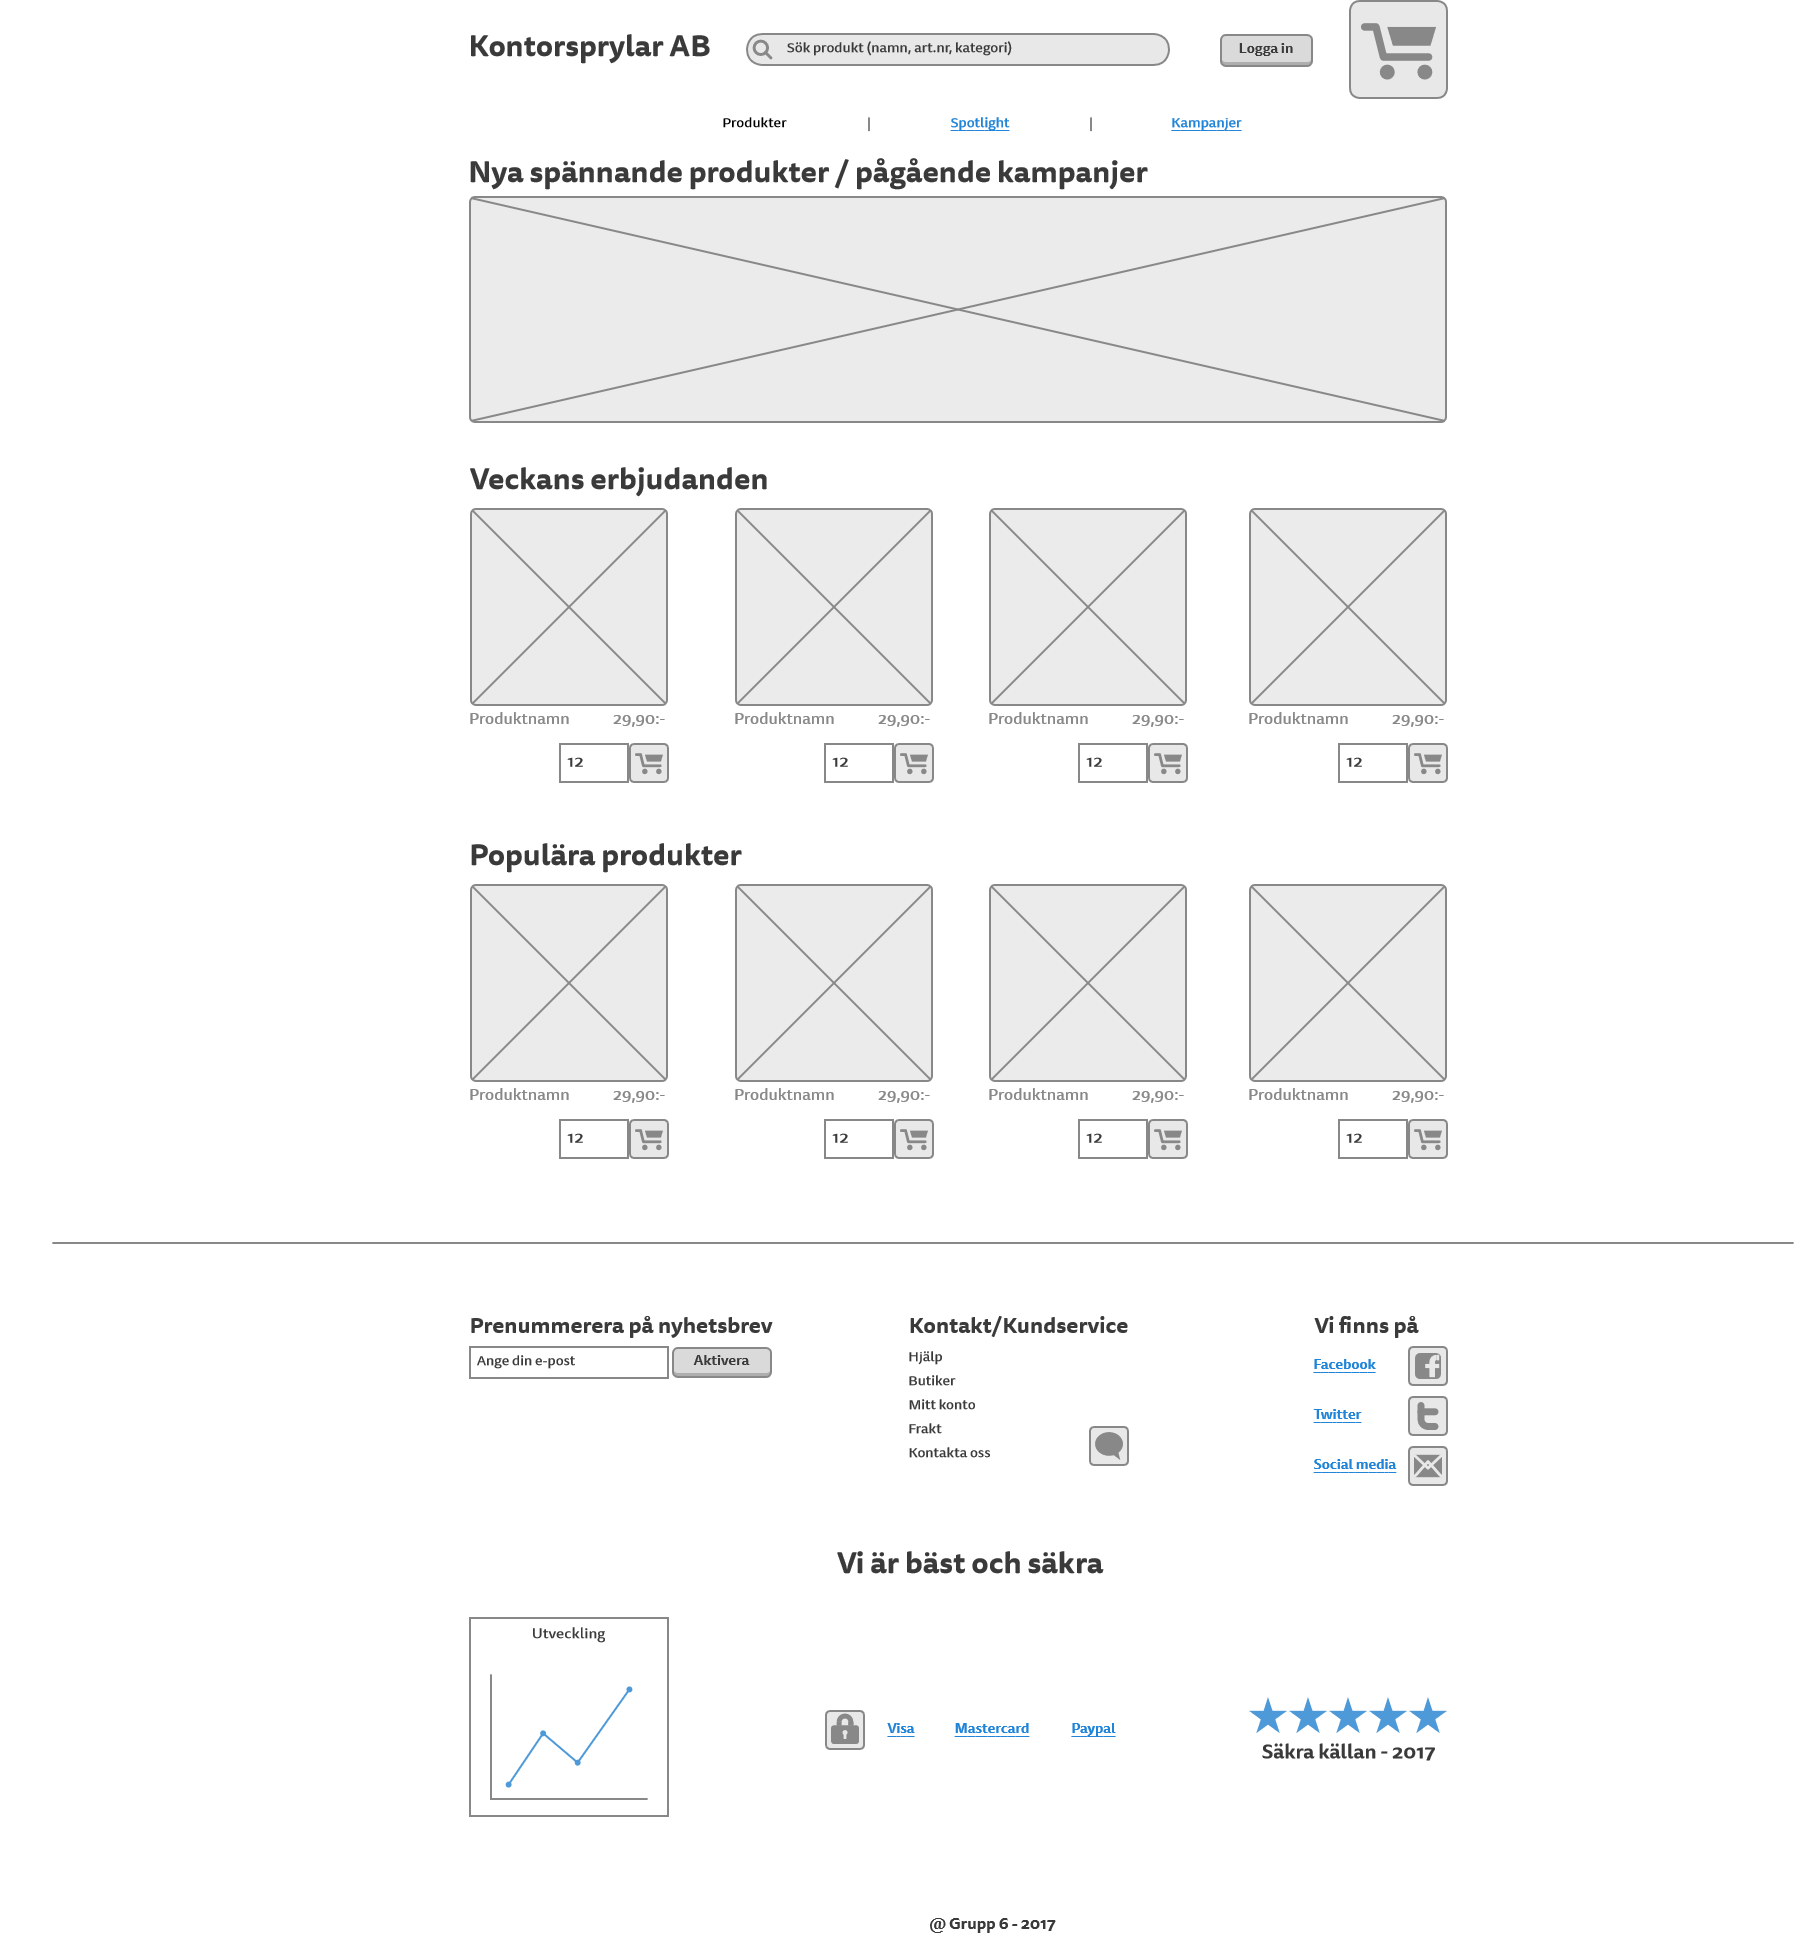 Kontorsprylar AB
Sök produkt (namn, art.nr, kategori)
Logga in
Produkter | Spotlight | Kampanjer
Nya spännande produkter / pågående kampanjer
Veckans erbjudanden
Produktnamn 29,90:- Produktnamn 29,90:- Produktnamn 29,90:- Produktnamn 29,90:-
12 12 12 12
Populära produkter
Produktnamn 29,90:- Produktnamn 29,90:- Produktnamn 29,90:- Produktnamn 29,90:-
12 12 12 12
Prenummerera på nyhetsbrev
Ange din e-post
Aktivera
Kontakt/Kundservice
Hjälp
Butiker
Mitt konto
Frakt
Kontakta oss
Vi finns på
Facebook
Twitter
Social media
Vi är bäst och säkra
Utveckling
Visa Mastercard Paypal
Säkra källan - 2017
@ Grupp 6 - 2017